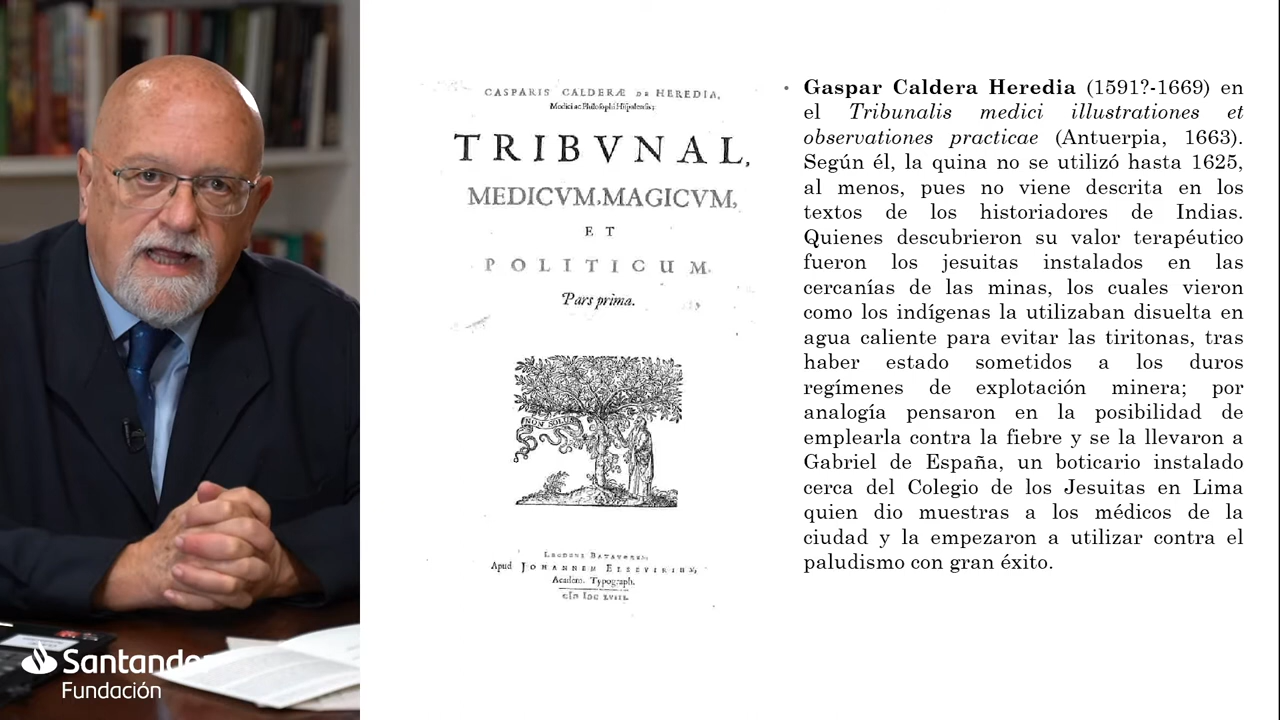 CASPARIS CALDERÆ DE HEREDIA,
Medici ac Philosophi Hispalensis;
TRIBVNAL,
MEDICVM,MAGICVM,
ET
POLITICUM.
Pars prima.
NON SOLUS
LUGDUNI BATAVORUM,
Apud JOHANNEM ELSEVIRIUM,
Academ. Typograph.
• Gaspar Caldera Heredia (1591?-1669) en
el Tribunalis medici illustrationes et
observationes practicae (Antuerpia, 1663).
Según él, la quina no se utilizó hasta 1625,
al menos, pues no viene descrita en los
textos de los historiadores de Indias.
Quienes descubrieron su valor terapéutico
fueron los jesuitas instalados en las
cercanías de las minas, los cuales vieron
como los indígenas la utilizaban disuelta en
agua caliente para evitar las tiritonas, tras
haber estado sometidos a los duros
regímenes de explotación minera; por
analogía pensaron en la posibilidad de
emplearla contra la fiebre y se la llevaron a
Gabriel de España, un boticario instalado
cerca del Colegio de los Jesuitas en Lima
quien dio muestras a los médicos de la
ciudad y la empezaron a utilizar contra el
paludismo con gran éxito.
Santander
Fundación